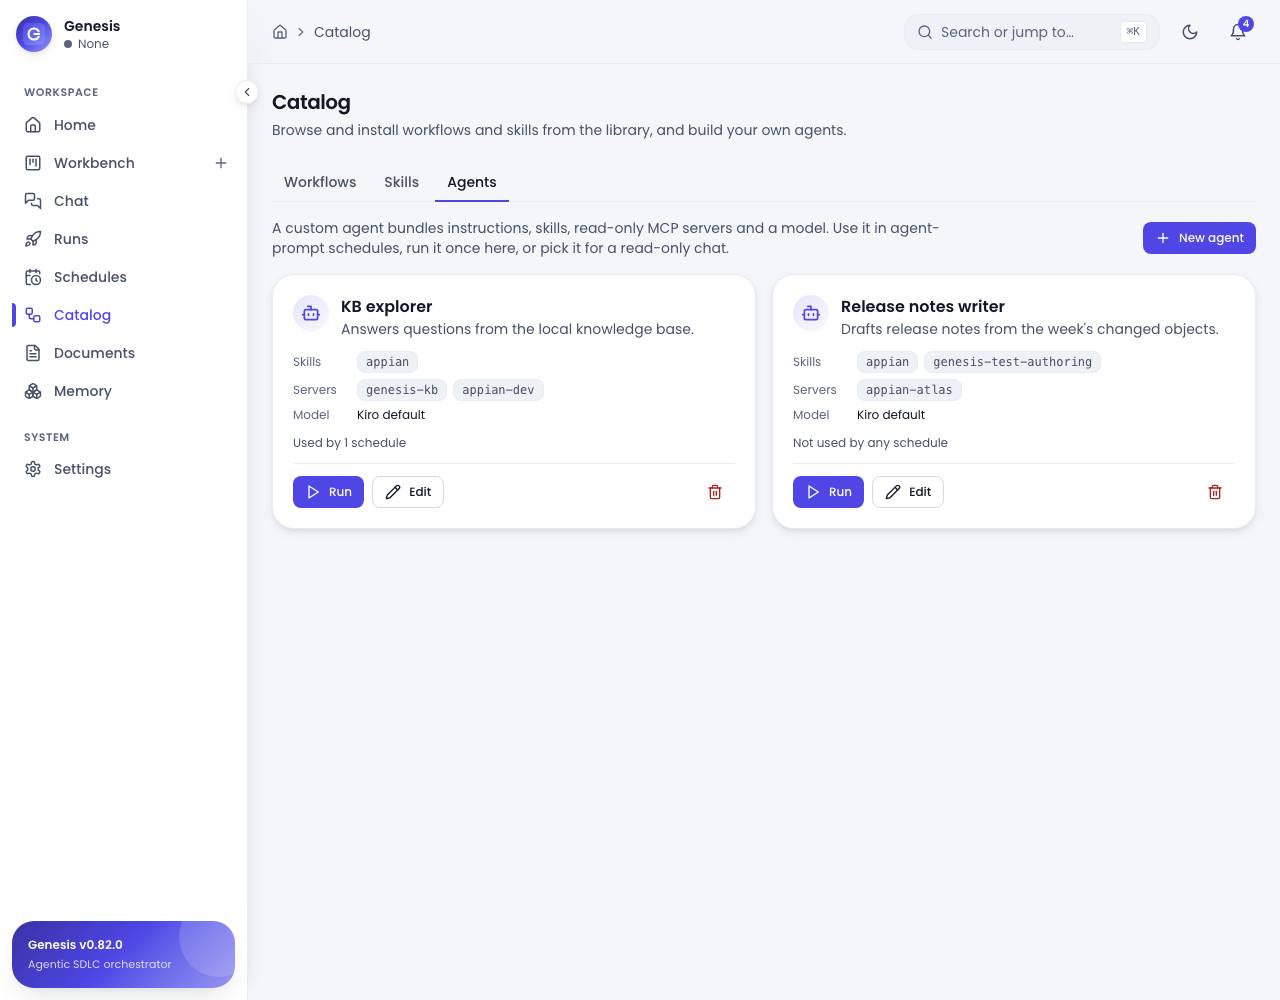 Genesis
None
WORKSPACE
Home
Workbench
Chat
Runs
Schedules
Catalog
Documents
Memory
SYSTEM
Settings
Genesis v0.82.0
Agentic SDLC orchestrator
Catalog
Search or jump to...
⌘K
4
Catalog
Browse and install workflows and skills from the library, and build your own agents.
Workflows
Skills
Agents
A custom agent bundles instructions, skills, read-only MCP servers and a model. Use it in agent-
prompt schedules, run it once here, or pick it for a read-only chat.
New agent
KB explorer
Answers questions from the local knowledge base.
Skills appian
Servers genesis-kb appian-dev
Model Kiro default
Used by 1 schedule
Run Edit
Release notes writer
Drafts release notes from the week's changed objects.
Skills appian genesis-test-authoring
Servers appian-atlas
Model Kiro default
Not used by any schedule
Run Edit